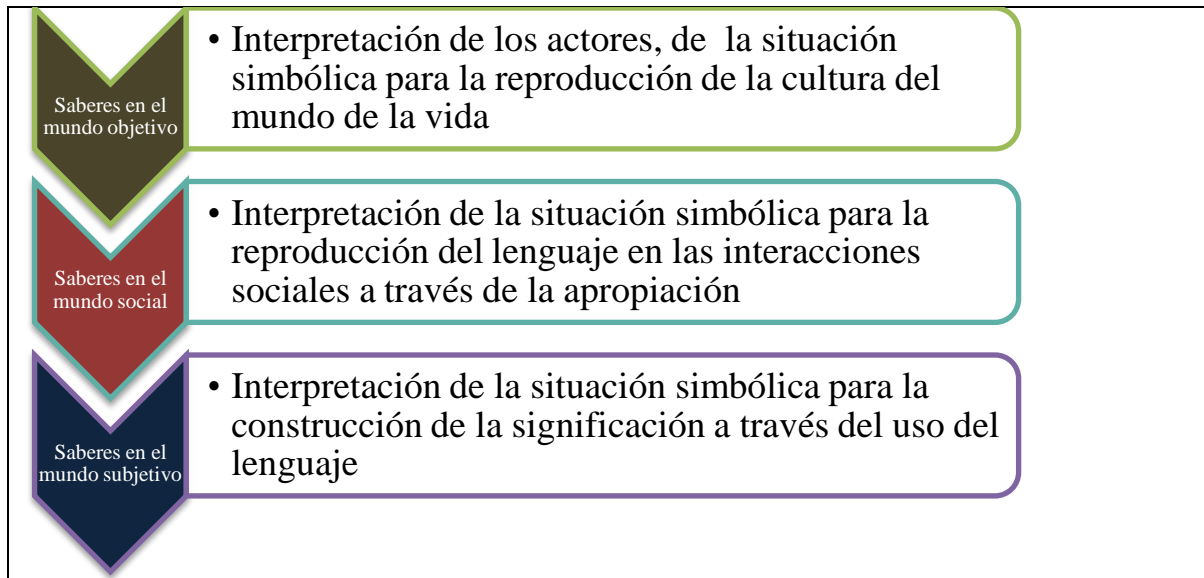 Saberes en el
mundo objetivo
• Interpretación de los actores, de  la situación
simbólica para la reproducción de la cultura del
mundo de la vida
Saberes en el
mundo social
• Interpretación de la situación simbólica para la
reproducción del lenguaje en las interacciones
sociales a través de la apropiación
Saberes en el
mundo subjetivo
• Interpretación de la situación simbólica para la
construcción de la significación a través del uso del
lenguaje